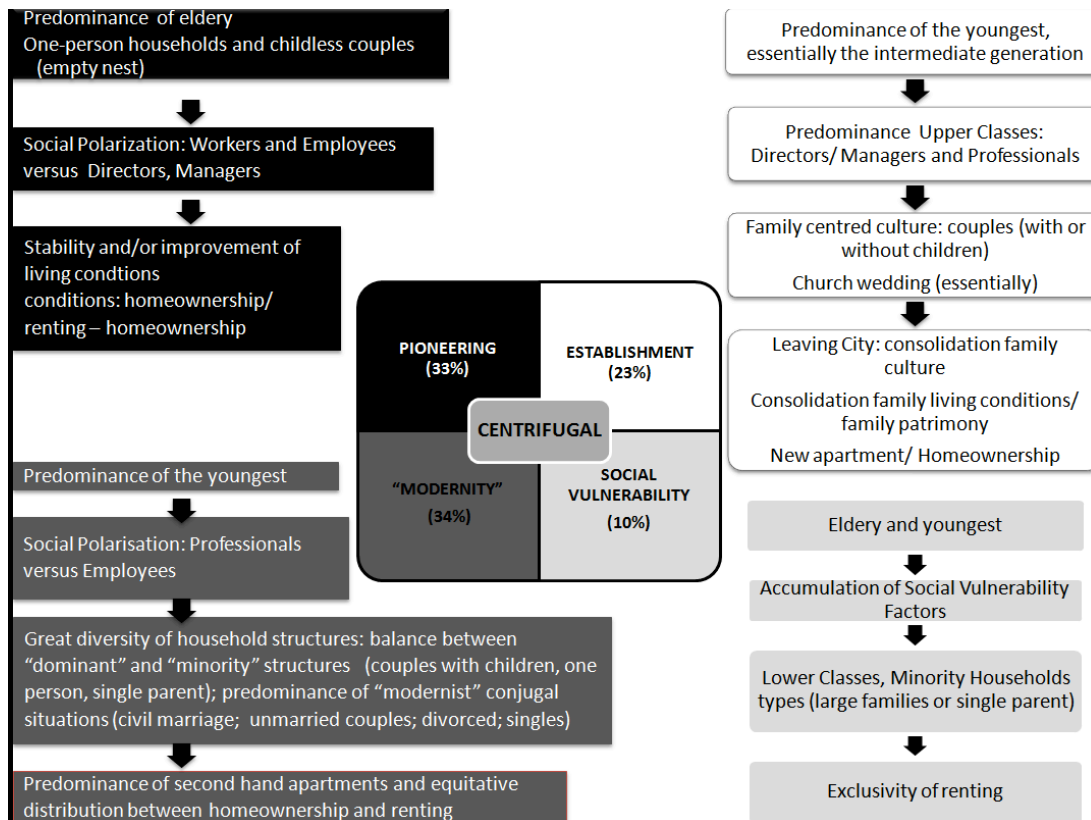 Predominance of eldery
One-person households and childless couples
(empty nest)
Social Polarization: Workers and Employees
versus Directors, Managers
Stability and/or improvement of
living condtions
conditions: homeownership/
renting – homeownership
Predominance of the youngest,
essentially the intermediate generation
Predominance Upper Classes:
Directors/ Managers and Professionals
Family centred culture: couples (with or
without children)
Church wedding (essentially)
Leaving City: consolidation family
culture
Consolidation family living conditions/
family patrimony
New apartment/ Homeownership
PIONEERING
(33%)
ESTABLISHMENT
(23%)
CENTRIFUGAL
“MODERNITY”
(34%)
SOCIAL
VULNERABILITY
(10%)
Predominance of the youngest
Social Polarisation: Professionals
versus Employees
Great diversity of household structures: balance between
“dominant” and “minority” structures (couples with children, one
person, single parent); predominance of “modernist” conjugal
situations (civil marriage; unmarried couples; divorced; singles)
Predominance of second hand apartments and equitative
distribution between homeownership and renting
Eldery and youngest
Accumulation of Social Vulnerability
Factors
Lower Classes, Minority Households
types (large families or single parent)
Exclusivity of renting